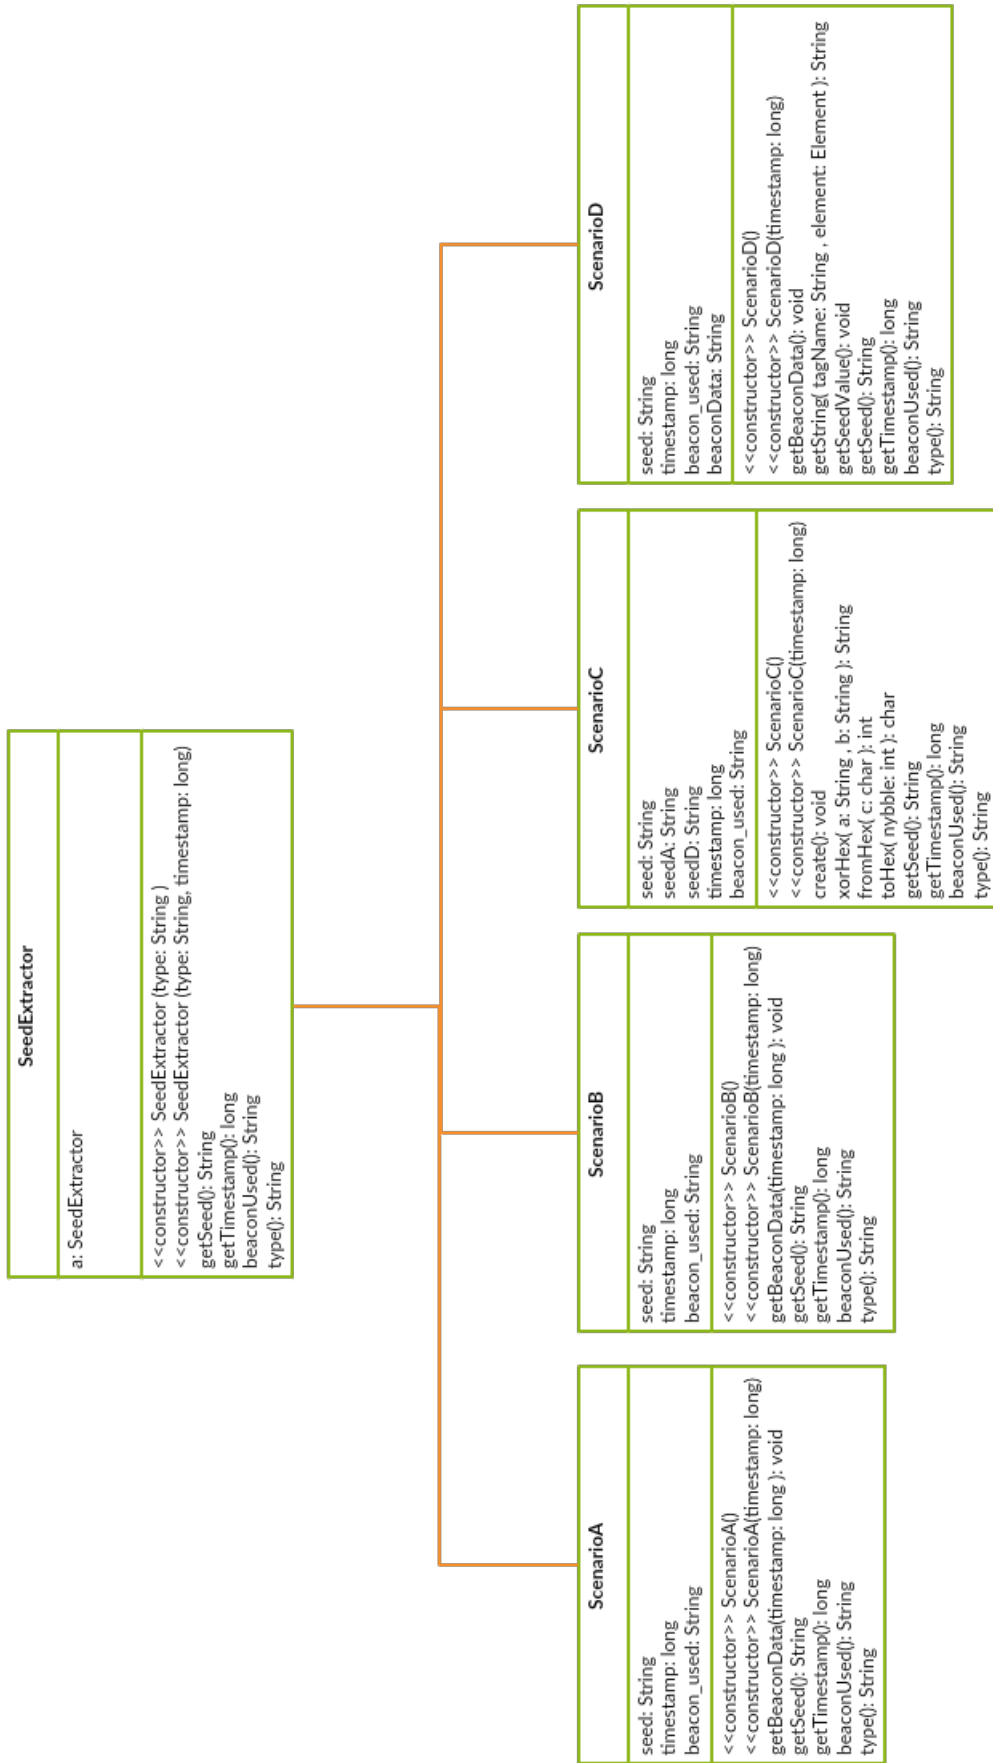 SeedExtractor
a: SeedExtractor
<<constructor>> SeedExtractor (type: String )
<<constructor>> SeedExtractor (type: String, timestamp: long)
getSeed(): String
getTimestamp(): long
beaconUsed(): String
type(): String
ScenarioA
seed: String
timestamp: long
beacon_used: String
<<constructor>> ScenarioA()
<<constructor>> ScenarioA(timestamp: long)
getBeaconData(timestamp: long ): void
getSeed(): String
getTimestamp(): long
beaconUsed(): String
type(): String
ScenarioB
seed: String
timestamp: long
beacon_used: String
<<constructor>> ScenarioB()
<<constructor>> ScenarioB(timestamp: long)
getBeaconData(timestamp: long ): void
getSeed(): String
getTimestamp(): long
beaconUsed(): String
type(): String
ScenarioC
seed: String
seedA: String
seedD: String
timestamp: long
beacon_used: String
<<constructor>> ScenarioC()
<<constructor>> ScenarioC(timestamp: long)
create(): void
xorHex( a: String , b: String ): String
fromHex( c: char ): int
toHex( nybble: int ): char
getSeed(): String
getTimestamp(): long
beaconUsed(): String
type(): String
ScenarioD
seed: String
timestamp: long
beacon_used: String
beaconData: String
<<constructor>> ScenarioD()
<<constructor>> ScenarioD(timestamp: long)
getBeaconData(): void
getString( tagName: String , element: Element ): String
getSeedValue(): void
getSeed(): String
getTimestamp(): long
beaconUsed(): String
type(): String